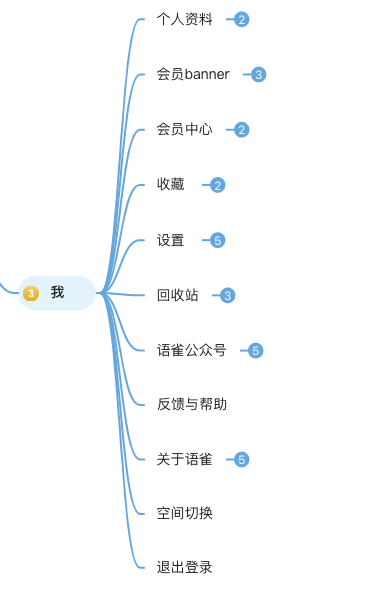 个人资料 2
会员banner 3
会员中心 2
收藏 2
设置 5
3 我
回收站 3
语雀公众号 5
反馈与帮助
关于语雀 5
空间切换
退出登录